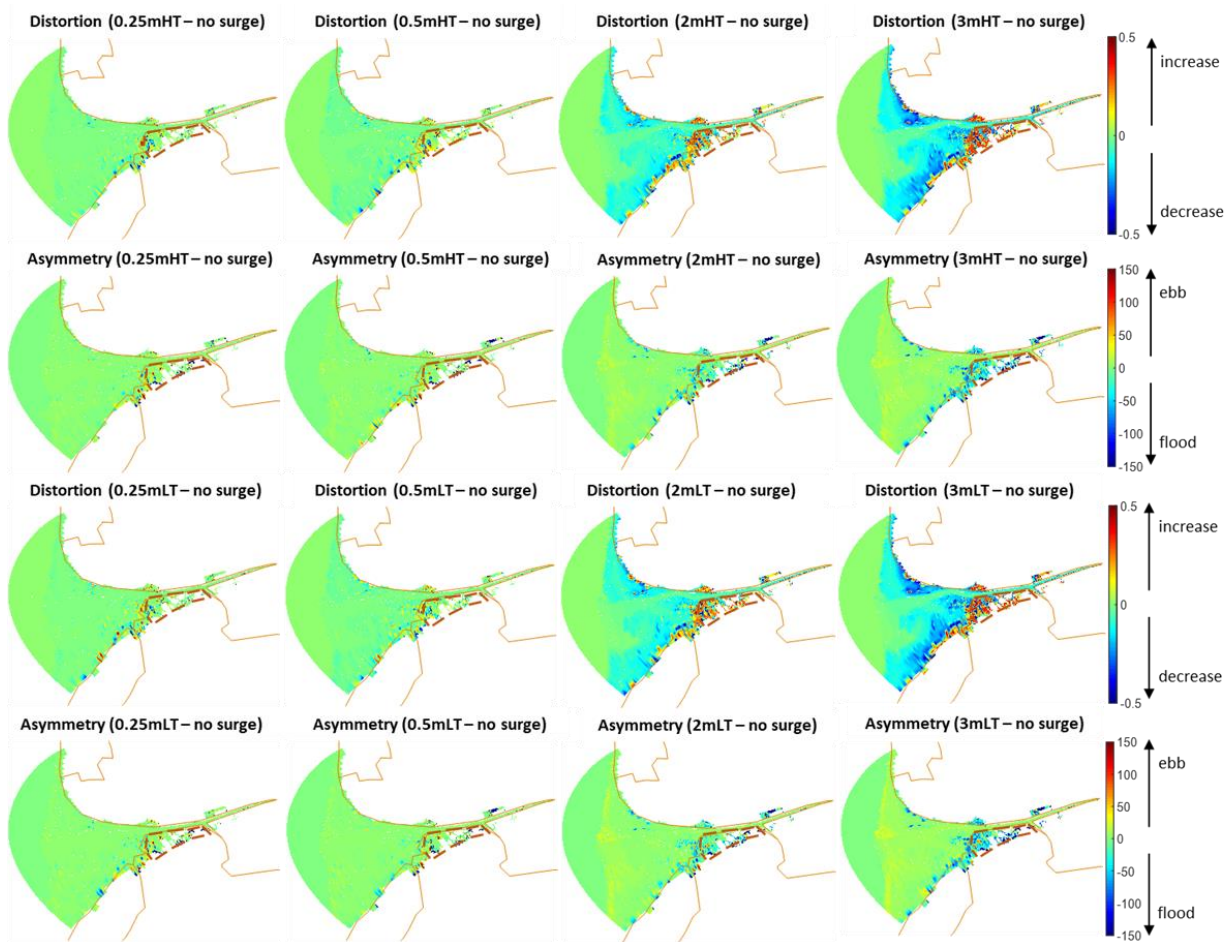 Distortion (0.25mHT – no surge)
Distortion (0.5mHT – no surge)
Distortion (2mHT – no surge)
Distortion (3mHT – no surge)
0.5
increase
0
decrease
-0.5
Asymmetry (0.25mHT – no surge)
Asymmetry (0.5mHT – no surge)
Asymmetry (2mHT – no surge)
Asymmetry (3mHT – no surge)
150
ebb
100
50
0
-50
-100
flood
-150
Distortion (0.25mLT – no surge)
Distortion (0.5mLT – no surge)
Distortion (2mLT – no surge)
Distortion (3mLT – no surge)
0.5
increase
0
decrease
-0.5
Asymmetry (0.25mLT – no surge)
Asymmetry (0.5mLT – no surge)
Asymmetry (2mLT – no surge)
Asymmetry (3mLT – no surge)
150
ebb
100
50
0
-50
-100
flood
-150